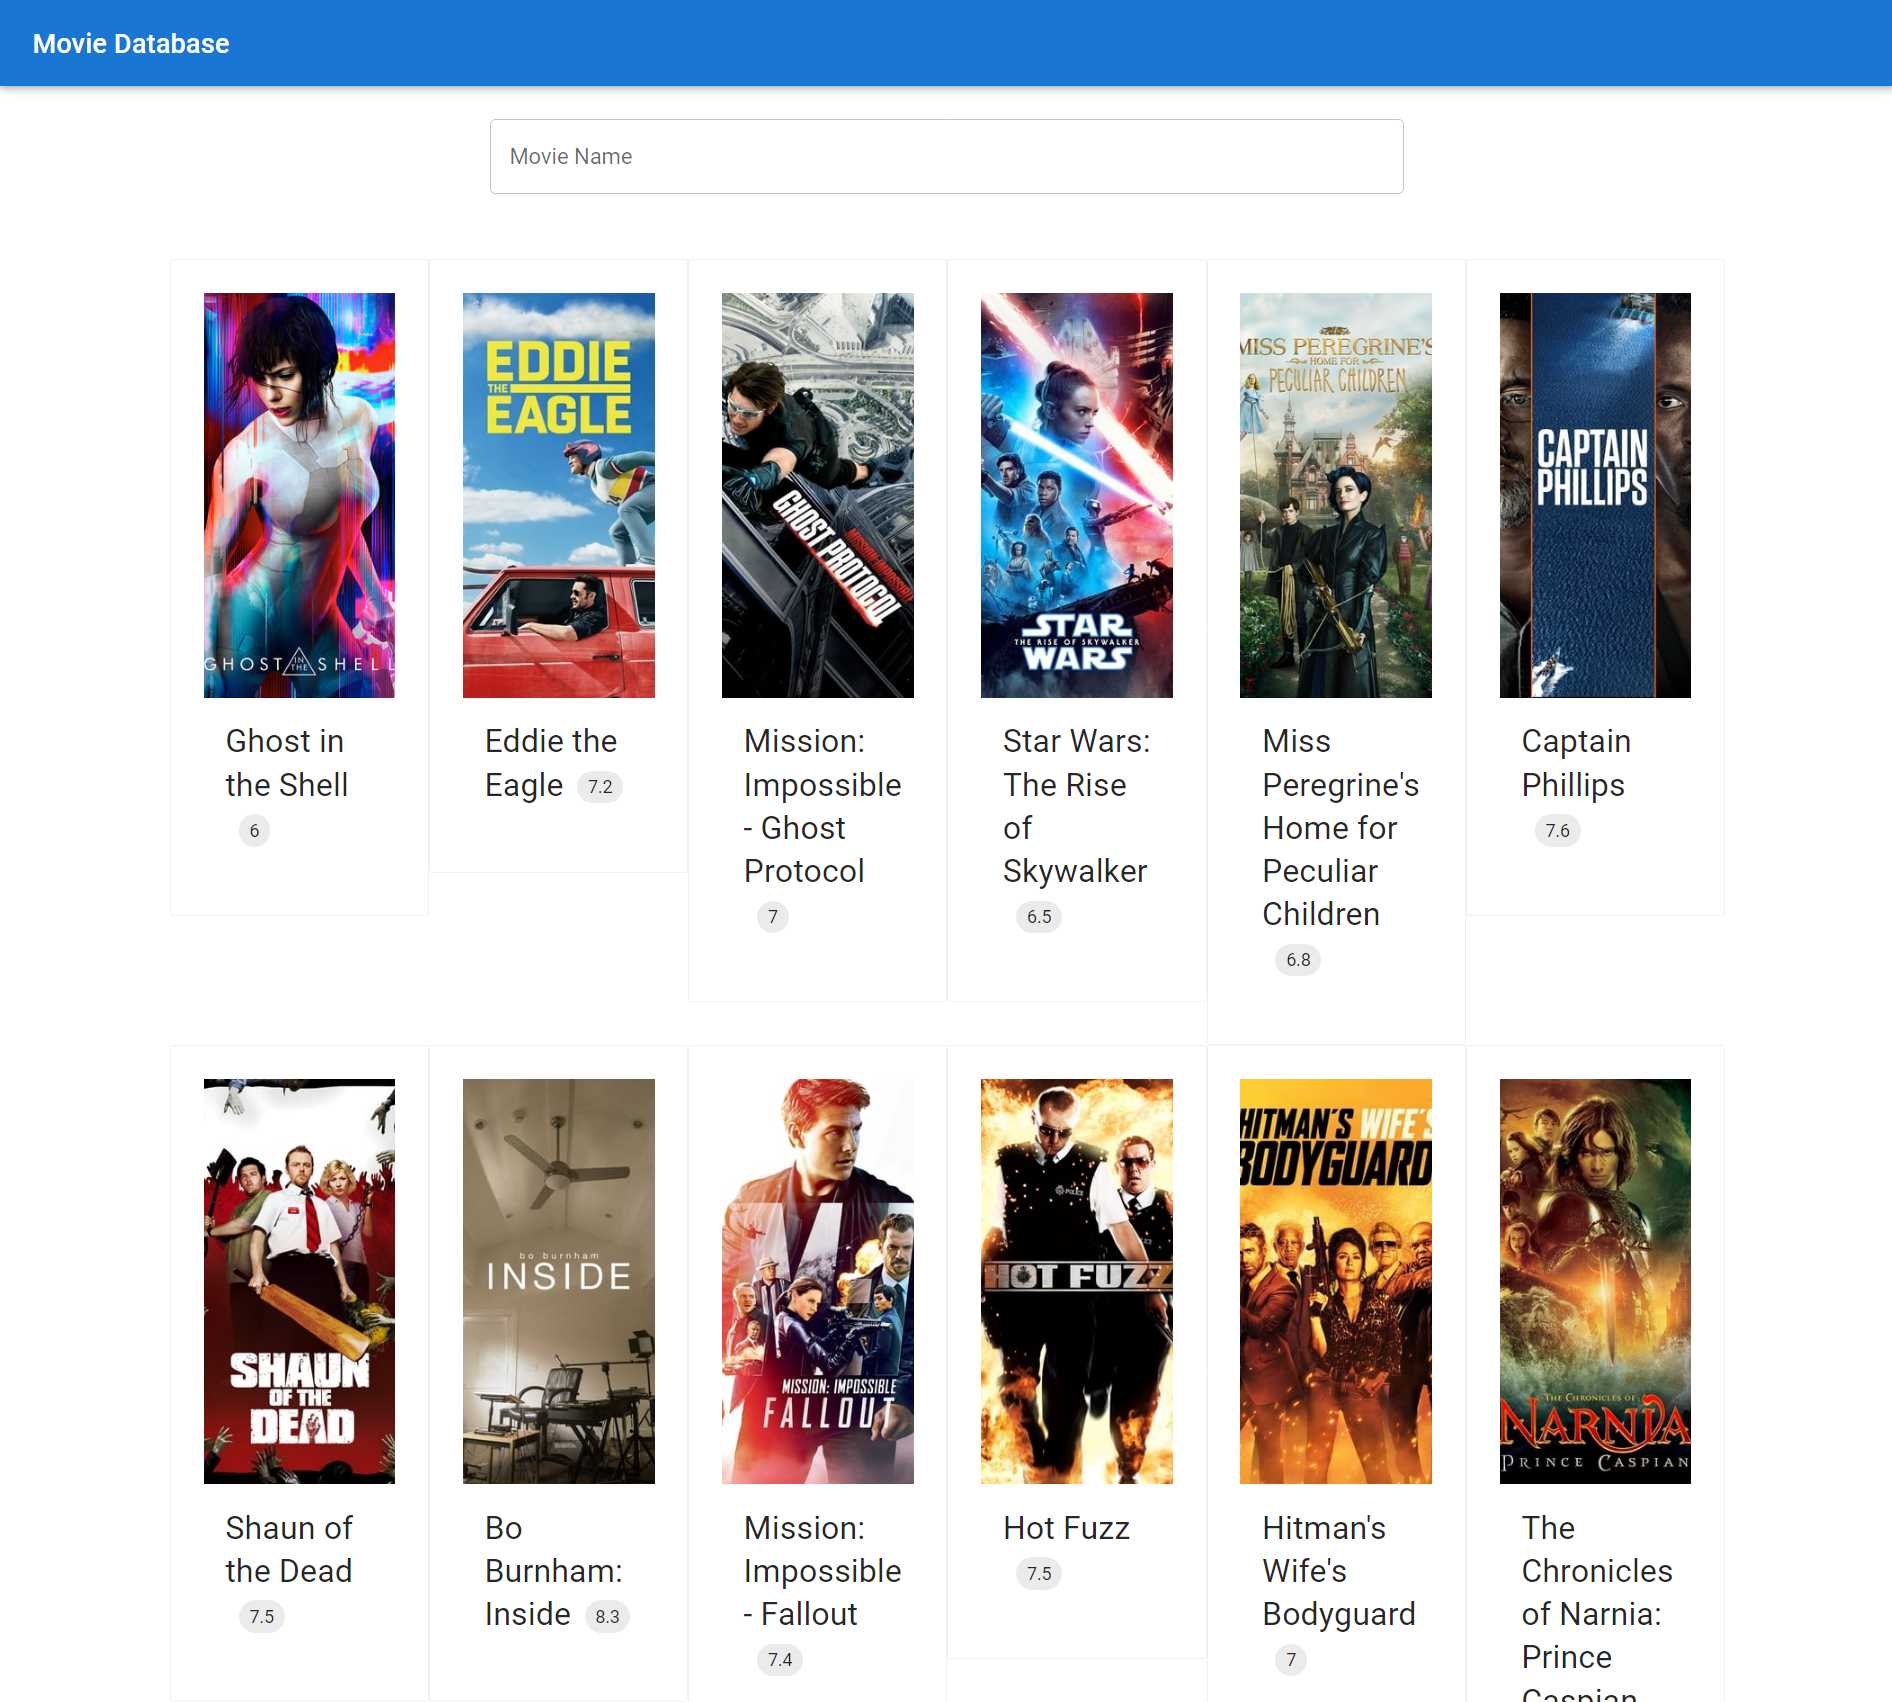 Movie Database
Movie Name
GHOST IN THE SHELL
EDDIE
THE
EAGLE
MISSION: IMPOSSIBLE
GHOST PROTOCOL
STAR
THE RISE OF SKYWALKER
WARS
MISS PEREGRINE'S
HOME FOR
PECULIAR CHILDREN
CAPTAIN
PHILLIPS
Ghost in
the Shell
6
Eddie the
Eagle 7.2
Mission:
Impossible
- Ghost
Protocol
7
Star Wars:
The Rise
of
Skywalker
6.5
Miss
Peregrine's
Home for
Peculiar
Children
6.8
Captain
Phillips
7.6
SHAUN
OF THE
DEAD
bo burnham
INSIDE
MISSION: IMPOSSIBLE
FALLOUT
POLICE
HOT FUZZ
HITMAN'S WIFE'S
BODYGUARD
THE CHRONICLES OF
NARNIA
PRINCE CASPIAN
Shaun of
the Dead
7.5
Bo
Burnham:
Inside 8.3
Mission:
Impossible
- Fallout
7.4
Hot Fuzz
7.5
Hitman's
Wife's
Bodyguard
7
The
Chronicles
of Narnia:
Prince
Caspian